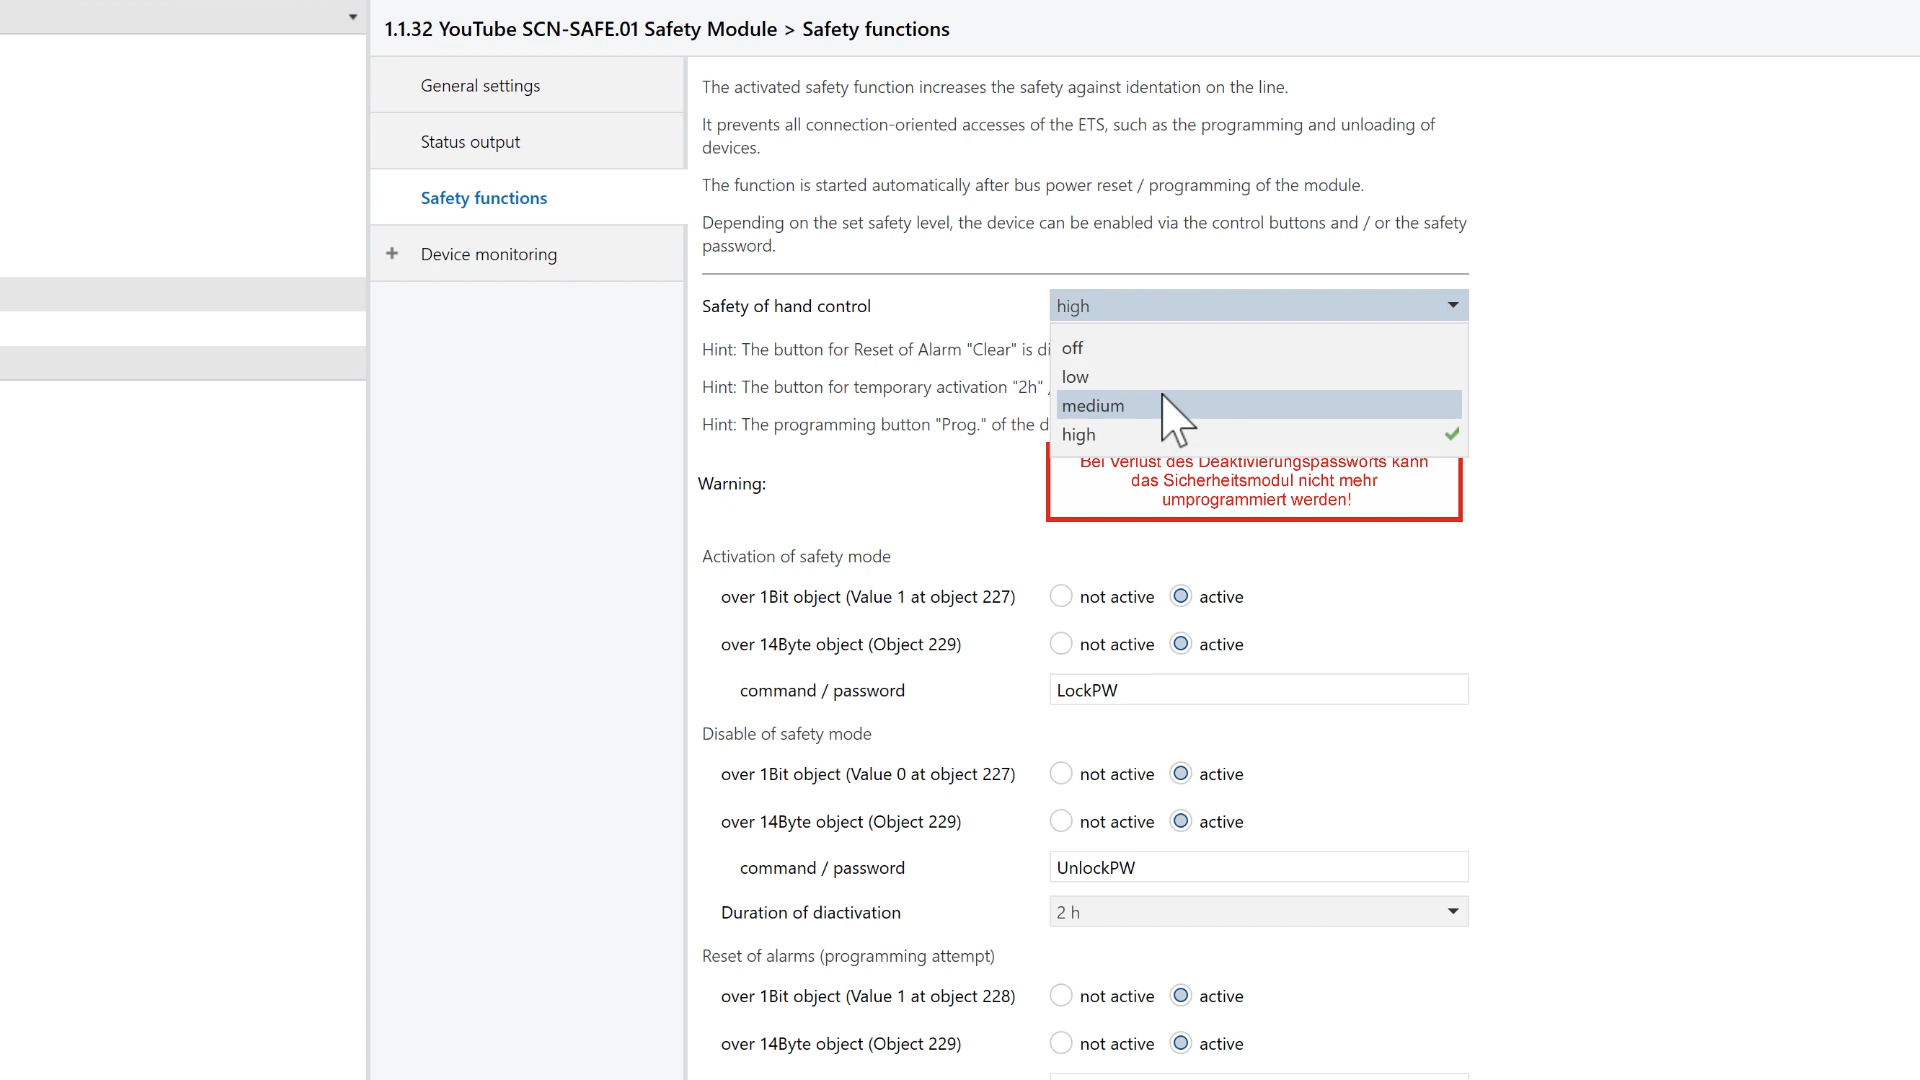 1.1.32 YouTube SCN-SAFE.01 Safety Module > Safety functions
General settings
Status output
Safety functions
+ Device monitoring
The activated safety function increases the safety against identation on the line.
It prevents all connection-oriented accesses of the ETS, such as the programming and unloading of
devices.
The function is started automatically after bus power reset / programming of the module.
Depending on the set safety level, the device can be enabled via the control buttons and / or the safety
password.
Safety of hand control
high
off
low
medium
high
Hint: The button for Reset of Alarm "Clear" is
Hint: The button for temporary activation "2h"
Hint: The programming button "Prog." of the
Warning:
Bei Verlust des Deaktivierungspassworts kann
das Sicherheitsmodul nicht mehr
umprogrammiert werden!
Activation of safety mode
over 1Bit object (Value 1 at object 227) not active active
over 14Byte object (Object 229) not active active
command / password LockPW
Disable of safety mode
over 1Bit object (Value 0 at object 227) not active active
over 14Byte object (Object 229) not active active
command / password UnlockPW
Duration of diactivation 2 h
Reset of alarms (programming attempt)
over 1Bit object (Value 1 at object 228) not active active
over 14Byte object (Object 229) not active active